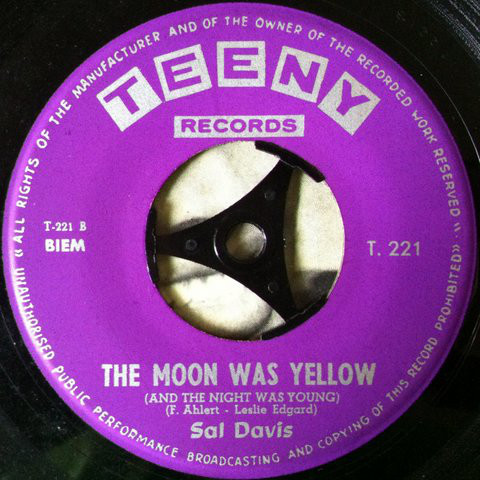 « ALL RIGHTS OF THE MANUFACTURER AND OF THE OWNER OF THE RECORDED WORK RESERVED »
TEENY
RECORDS
T-221 B
BIEM
T. 221
THE MOON WAS YELLOW
(AND THE NIGHT WAS YOUNG)
(F. Ahlert - Leslie Edgard)
Sal Davis
UNAUTHORISED PUBLIC PERFORMANCE BROADCASTING AND COPYING OF THIS RECORD PROHIBITED »